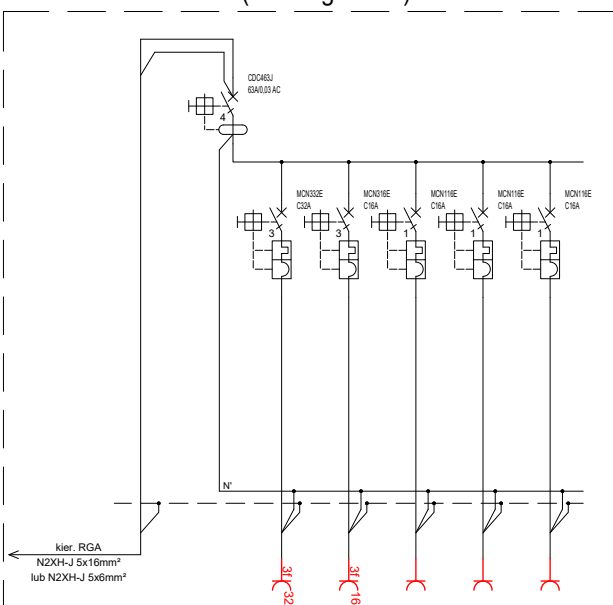 CDC463J
63A/0,03 AC
4
MCN332E
C32A
3
MCN316E
C16A
3
MCN116E
C16A
1
MCN116E
C16A
1
MCN116E
C16A
1
N'
kier. RGA
N2XH-J 5x16mm²
lub N2XH-J 5x6mm²
3f 32
3f 16